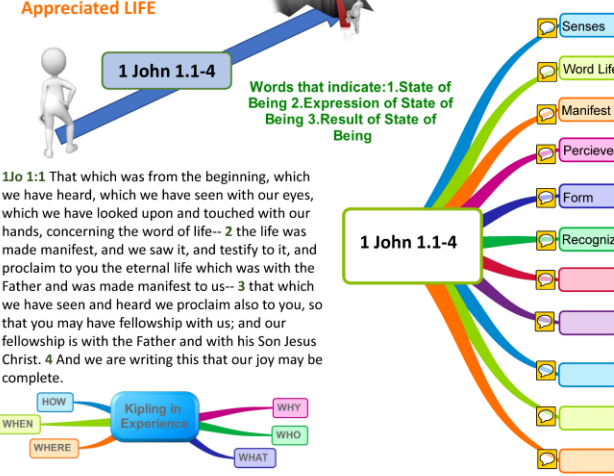 Appreciated LIFE
1 John 1.1-4
Words that indicate:1.State of
Being 2.Expression of State of
Being 3.Result of State of
Being
1Jo 1:1 That which was from the beginning, which
we have heard, which we have seen with our eyes,
which we have looked upon and touched with our
hands, concerning the word of life-- 2 the life was
made manifest, and we saw it, and testify to it, and
proclaim to you the eternal life which was with the
Father and was made manifest to us-- 3 that which
we have seen and heard we proclaim also to you, so
that you may have fellowship with us; and our
fellowship is with the Father and with his Son Jesus
Christ. 4 And we are writing this that our joy may be
complete.
HOW
WHEN
WHERE
Kipling in
Experience
WHY
WHO
WHAT
1 John 1.1-4
Senses
Word Life
Manifest
Percieve
Form
Recogniz